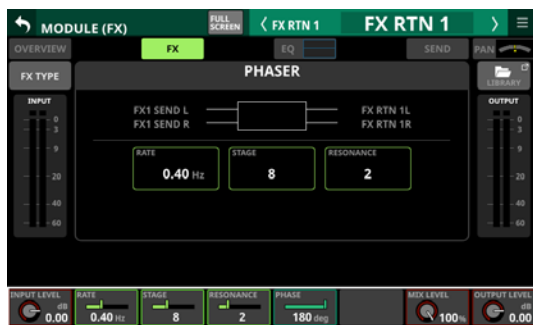 MODULE (FX)
FULL SCREEN
FX RTN 1
FX RTN 1
OVERVIEW
FX
EQ
SEND
PAN
FX TYPE
PHASER
LIBRARY
INPUT
OUTPUT
FX1 SEND L
FX RTN 1L
FX1 SEND R
FX RTN 1R
0
3
9
20
40
60
0
3
9
20
40
60
RATE
STAGE
RESONANCE
0.40 Hz
8
2
INPUT LEVEL
RATE
STAGE
RESONANCE
PHASE
MIX LEVEL
OUTPUT LEVEL
dB
dB
0.00
0.40 Hz
8
2
180 deg
100%
0.00